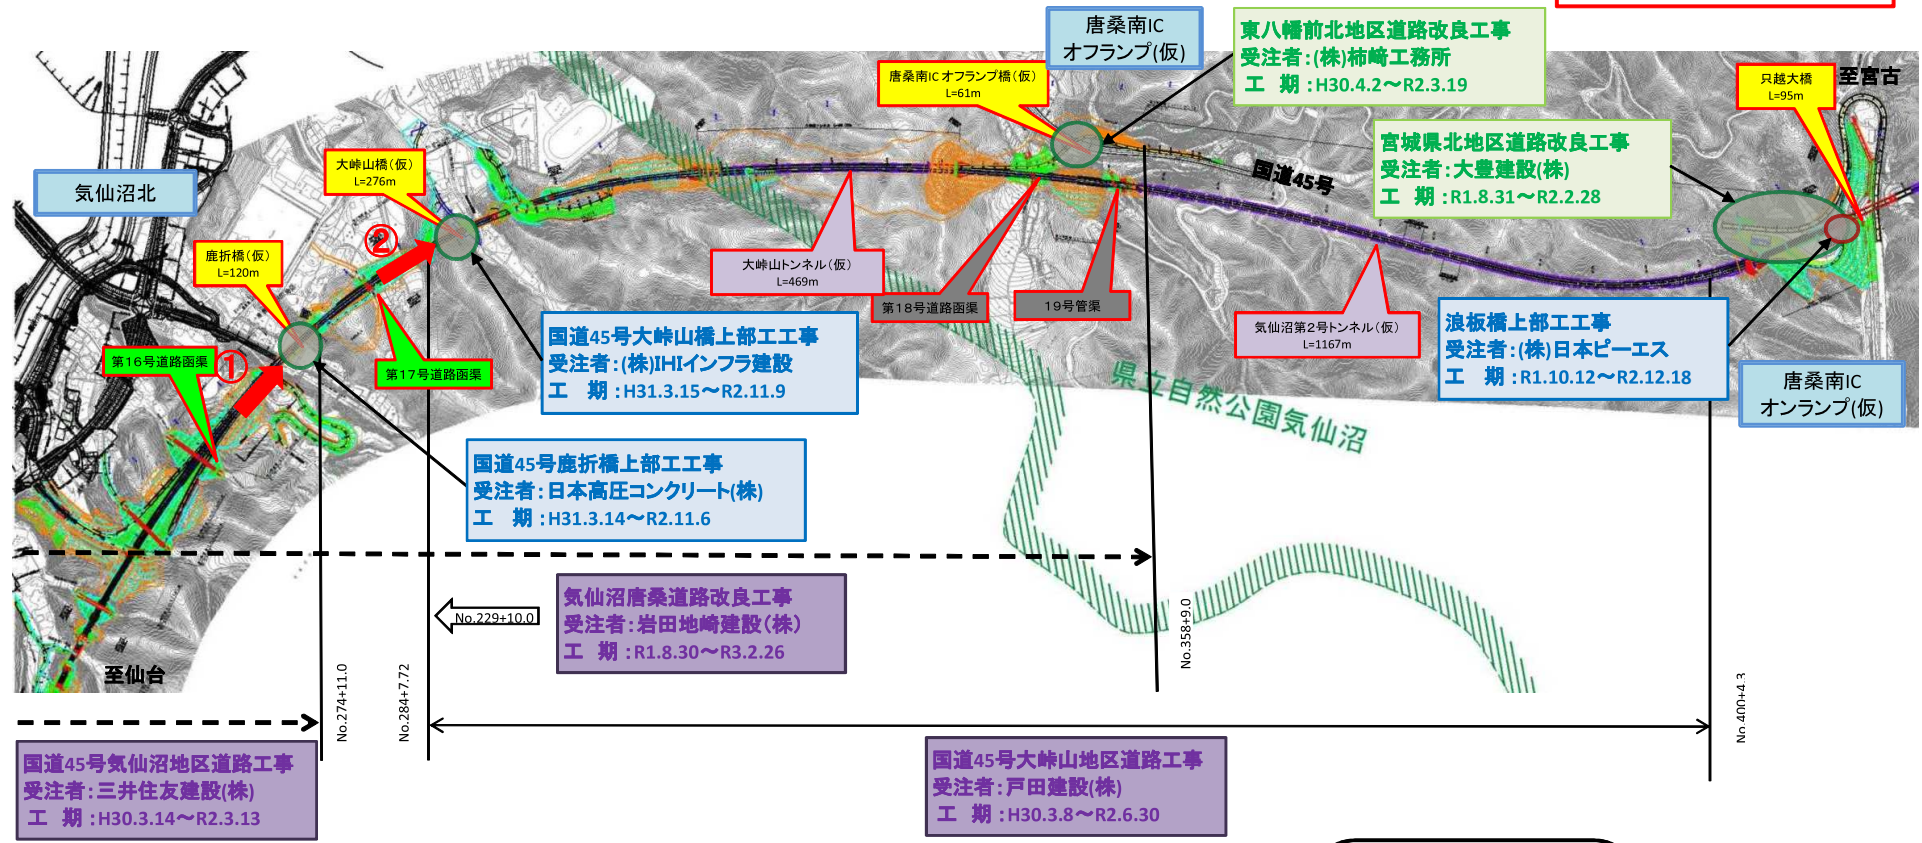 唐桑南IC
オフランプ(仮)
東八幡前北地区道路改良工事
受注者:(株)柿崎工務所
工　期:H30.4.2～R2.3.19
唐桑南IC オフランプ橋(仮)
L=61m
只越大橋
L=95m
至宮古
宮城県北地区道路改良工事
受注者:大豊建設(株)
工　期:R1.8.31～R2.2.28
国道45号
気仙沼北
大峠山橋(仮)
L=276m
②
鹿折橋(仮)
L=120m
大峠山トンネル(仮)
L=469m
第18号道路函渠
19号管渠
気仙沼第2号トンネル(仮)
L=1167m
浪板橋上部工工事
受注者:(株)日本ピーエス
工　期:R1.10.12～R2.12.18
唐桑南IC
オンランプ(仮)
第16号道路函渠
①
第17号道路函渠
国道45号大峠山橋上部工工事
受注者:(株)IHIインフラ建設
工　期:H31.3.15～R2.11.9
県立自然公園気仙沼
国道45号鹿折橋上部工工事
受注者:日本高圧コンクリート(株)
工　期:H31.3.14～R2.11.6
気仙沼唐桑道路改良工事
受注者:岩田地崎建設(株)
工　期:R1.8.30～R3.2.26
No.229+10.0
至仙台
No.274+11.0
No.284+7.72
No.358+9.0
No.400+4.3
国道45号気仙沼地区道路工事
受注者:三井住友建設(株)
工　期:H30.3.14～R2.3.13
国道45号大峠山地区道路工事
受注者:戸田建設(株)
工　期:H30.3.8～R2.6.30